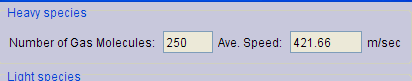 Heavy species
Number of Gas Molecules: 250 Ave. Speed: 421.66 m/sec
Light species